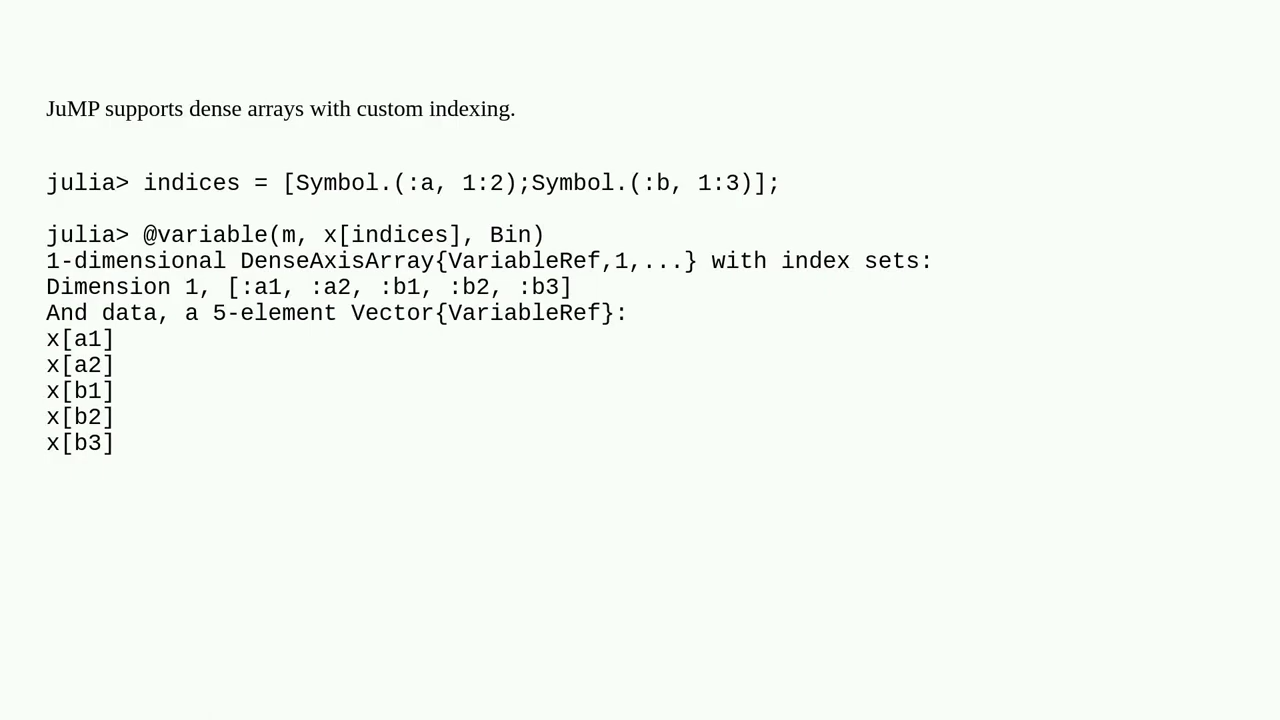 JuMP supports dense arrays with custom indexing.
julia> indices = [Symbol.(:a, 1:2);Symbol.(:b, 1:3)];
julia> @variable(m, x[indices], Bin)
1-dimensional DenseAxisArray{VariableRef,1,...} with index sets:
Dimension 1, [:a1, :a2, :b1, :b2, :b3]
And data, a 5-element Vector{VariableRef}:
x[a1]
x[a2]
x[b1]
x[b2]
x[b3]